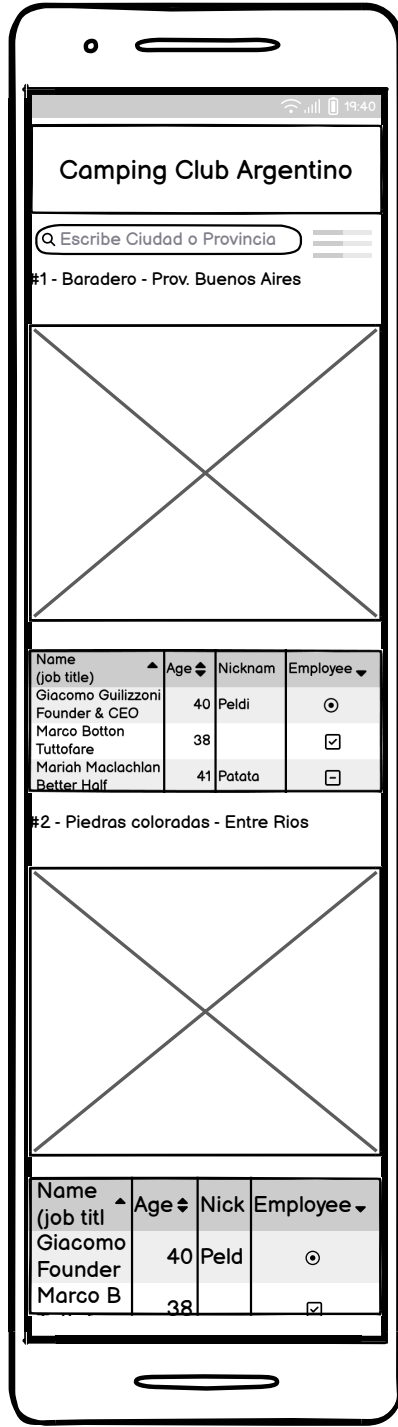 19:40
Camping Club Argentino
Escribe Ciudad o Provincia
#1 - Baradero - Prov. Buenos Aires
Name
(job title)
Age
Nicknam
Employee
Giacomo Guilizzoni
Founder & CEO
40
Peldi
Marco Botton
Tuttofare
38
Mariah Maclachlan
Better Half
41
Patata
#2 - Piedras coloradas - Entre Rios
Name
(job titl
Age
Nick
Employee
Giacomo
Founder
40
Peld
Marco B
38